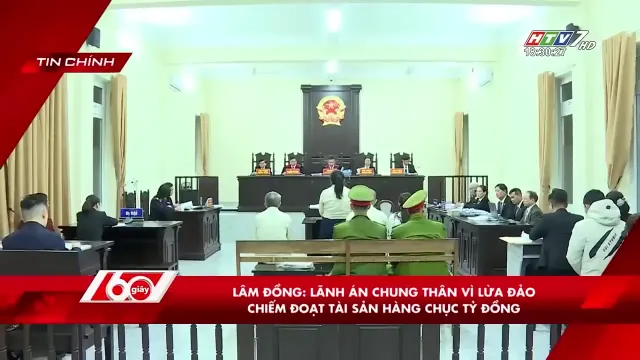 TIN CHÍNH
HTV7 HD
18:30:27
60 giây
LÂM ĐỒNG: LÃNH ÁN CHUNG THÂN VÌ LỪA ĐẢO
CHIẾM ĐOẠT TÀI SẢN HÀNG CHỤC TỶ ĐỒNG